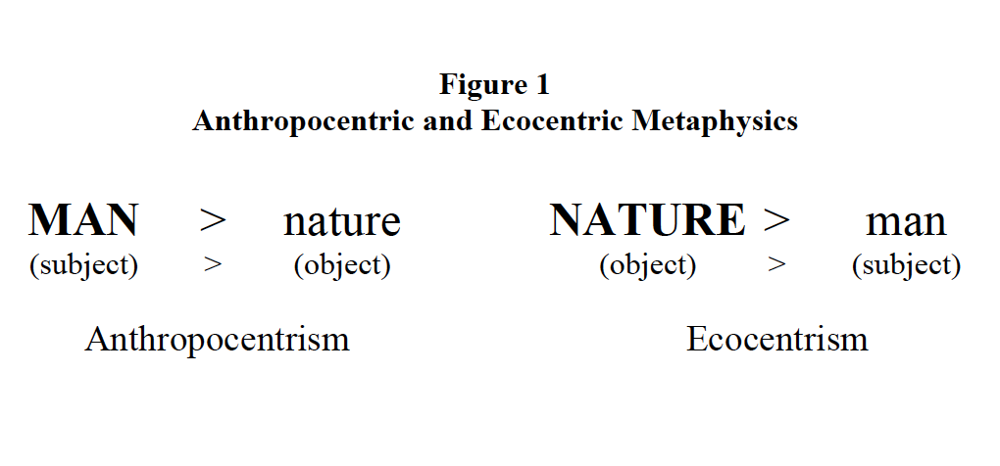 Figure 1
Anthropocentric and Ecocentric Metaphysics
MAN > nature NATURE > man
(subject) > (object) (object) > (subject)
Anthropocentrism Ecocentrism